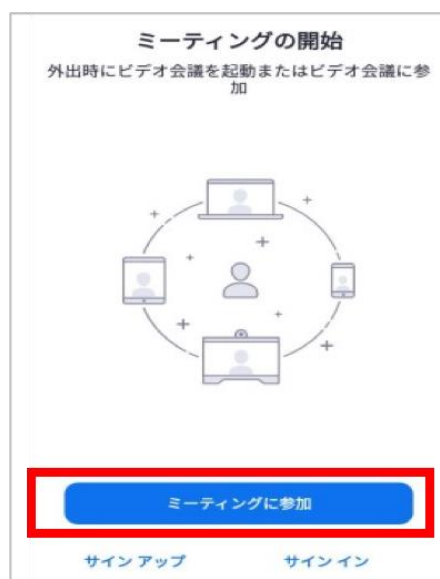 ミーティングの開始
外出時にビデオ会議を起動またはビデオ会議に参
加
ミーティングに参加
サイン アップ
サイン イン